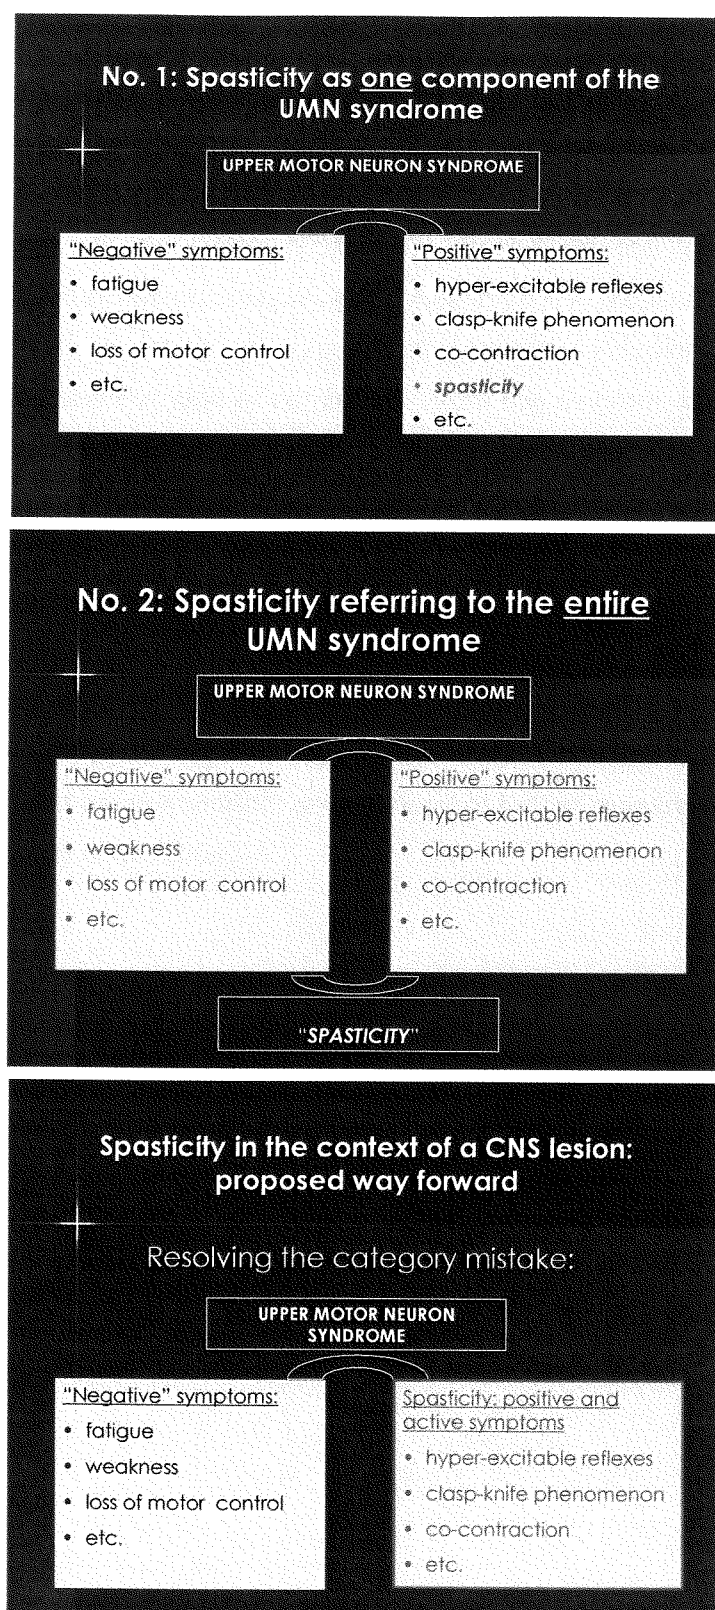 No. 1: Spasticity as one component of the
UMN syndrome
UPPER MOTOR NEURON SYNDROME
"Negative" symptoms:
• fatigue
• weakness
• loss of motor control
• etc.
"Positive" symptoms:
• hyper-excitable reflexes
• clasp-knife phenomenon
• co-contraction
• spasticity
• etc.
No. 2: Spasticity referring to the entire
UMN syndrome
UPPER MOTOR NEURON SYNDROME
"Negative" symptoms:
• fatigue
• weakness
• loss of motor control
• etc.
"Positive" symptoms:
• hyper-excitable reflexes
• clasp-knife phenomenon
• co-contraction
• etc.
"SPASTICITY"
Spasticity in the context of a CNS lesion:
proposed way forward
Resolving the category mistake:
UPPER MOTOR NEURON
SYNDROME
"Negative" symptoms:
• fatigue
• weakness
• loss of motor control
• etc.
Spasticity: positive and
active symptoms
• hyper-excitable reflexes
• clasp-knife phenomenon
• co-contraction
• etc.